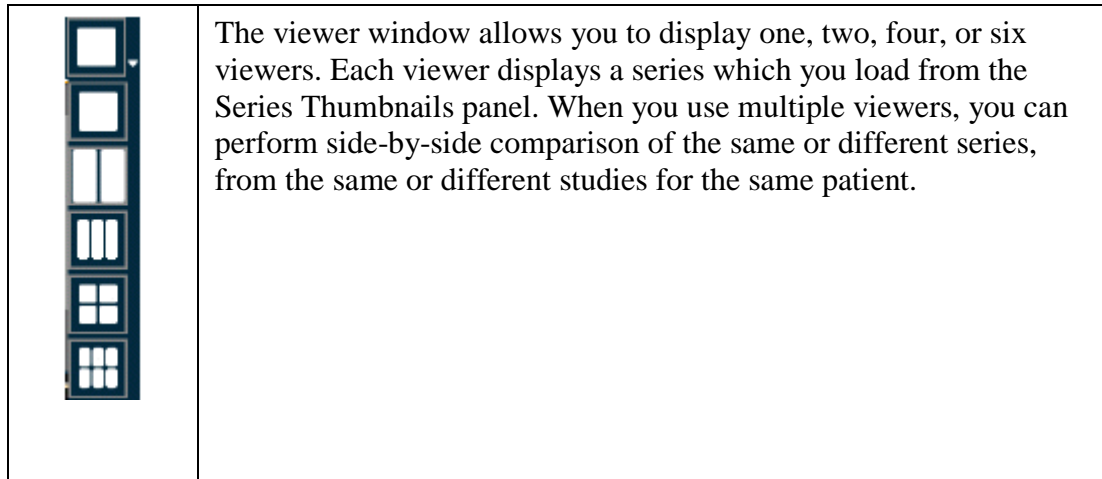 The viewer window allows you to display one, two, four, or six
viewers. Each viewer displays a series which you load from the
Series Thumbnails panel. When you use multiple viewers, you can
perform side-by-side comparison of the same or different series,
from the same or different studies for the same patient.